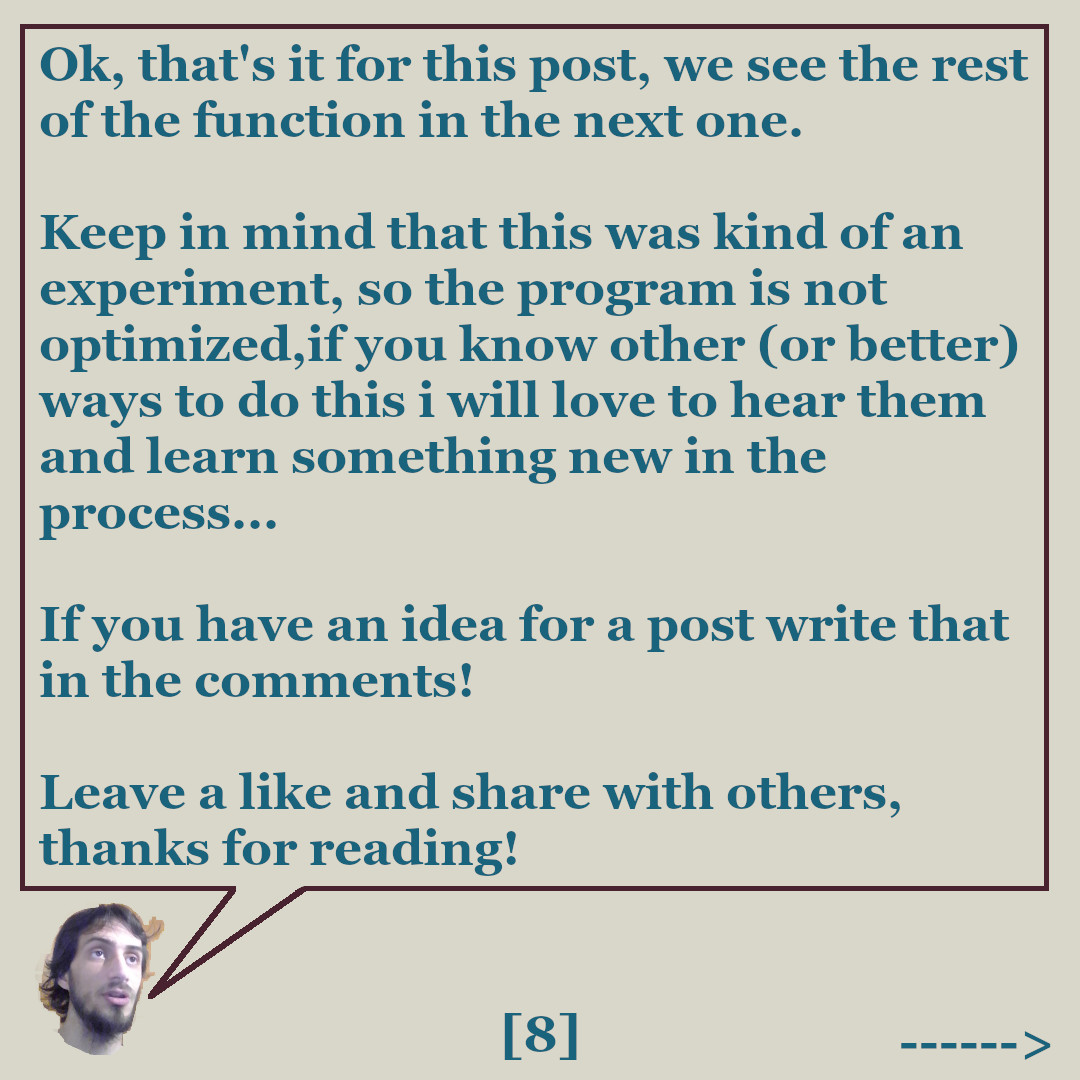 Ok, that's it for this post, we see the rest
of the function in the next one.
Keep in mind that this was kind of an
experiment, so the program is not
optimized,if you know other (or better)
ways to do this i will love to hear them
and learn something new in the
process...
If you have an idea for a post write that
in the comments!
Leave a like and share with others,
thanks for reading!
[8]
------>